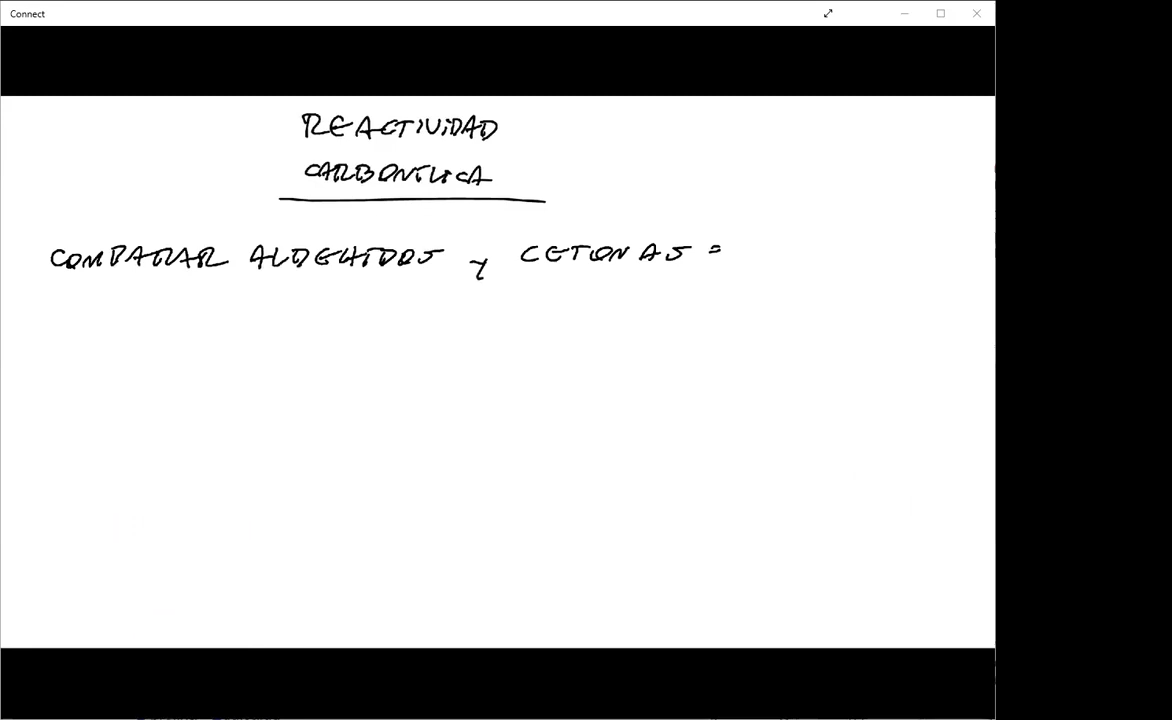 Connect
REACTIVIDAD
CARBONILICA
COMPARAR ALDEHIDOS y CETONAS =